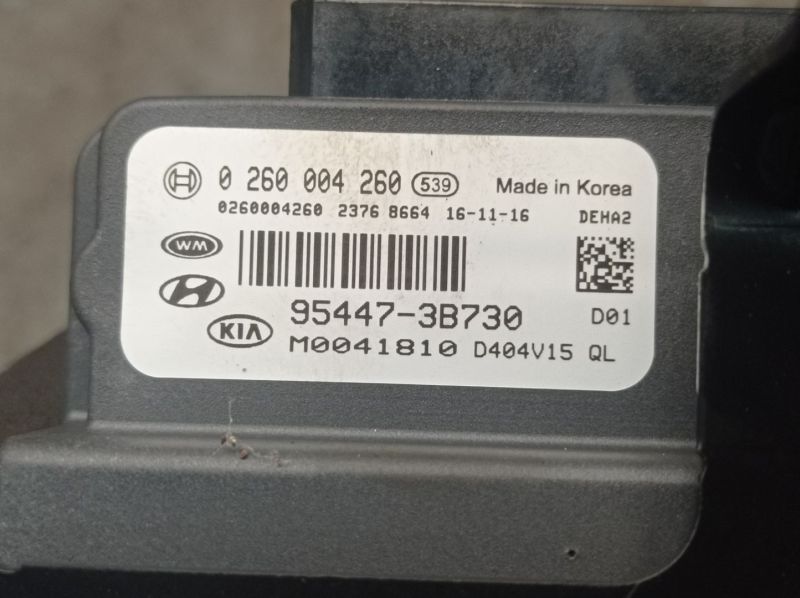 0 260 004 260 539 Made in Korea
0260004260 2376 8664 16-11-16 DEHA2
WM
95447-3B730 D01
KIA
M0041810 D404V15 QL